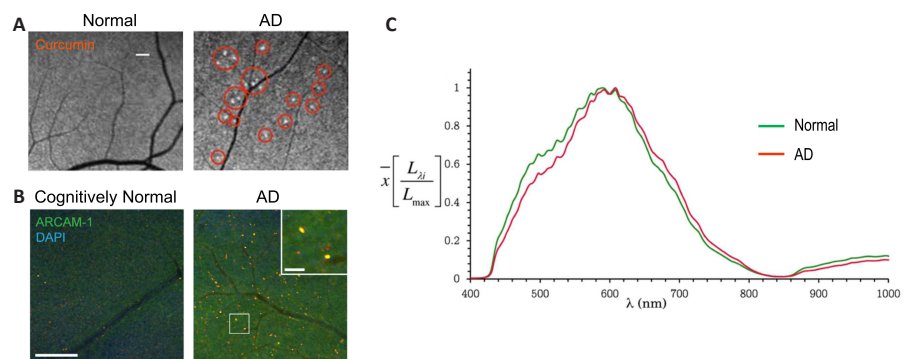 A
Normal
AD
Curcumin
B
Cognitively Normal
AD
ARCAM-1
DAPI
C
1
0.8
0.6
0.4
0.2
0
x̅ [Lλi / Lmax]
400 500 600 700 800 900 1000
λ (nm)
Normal
AD